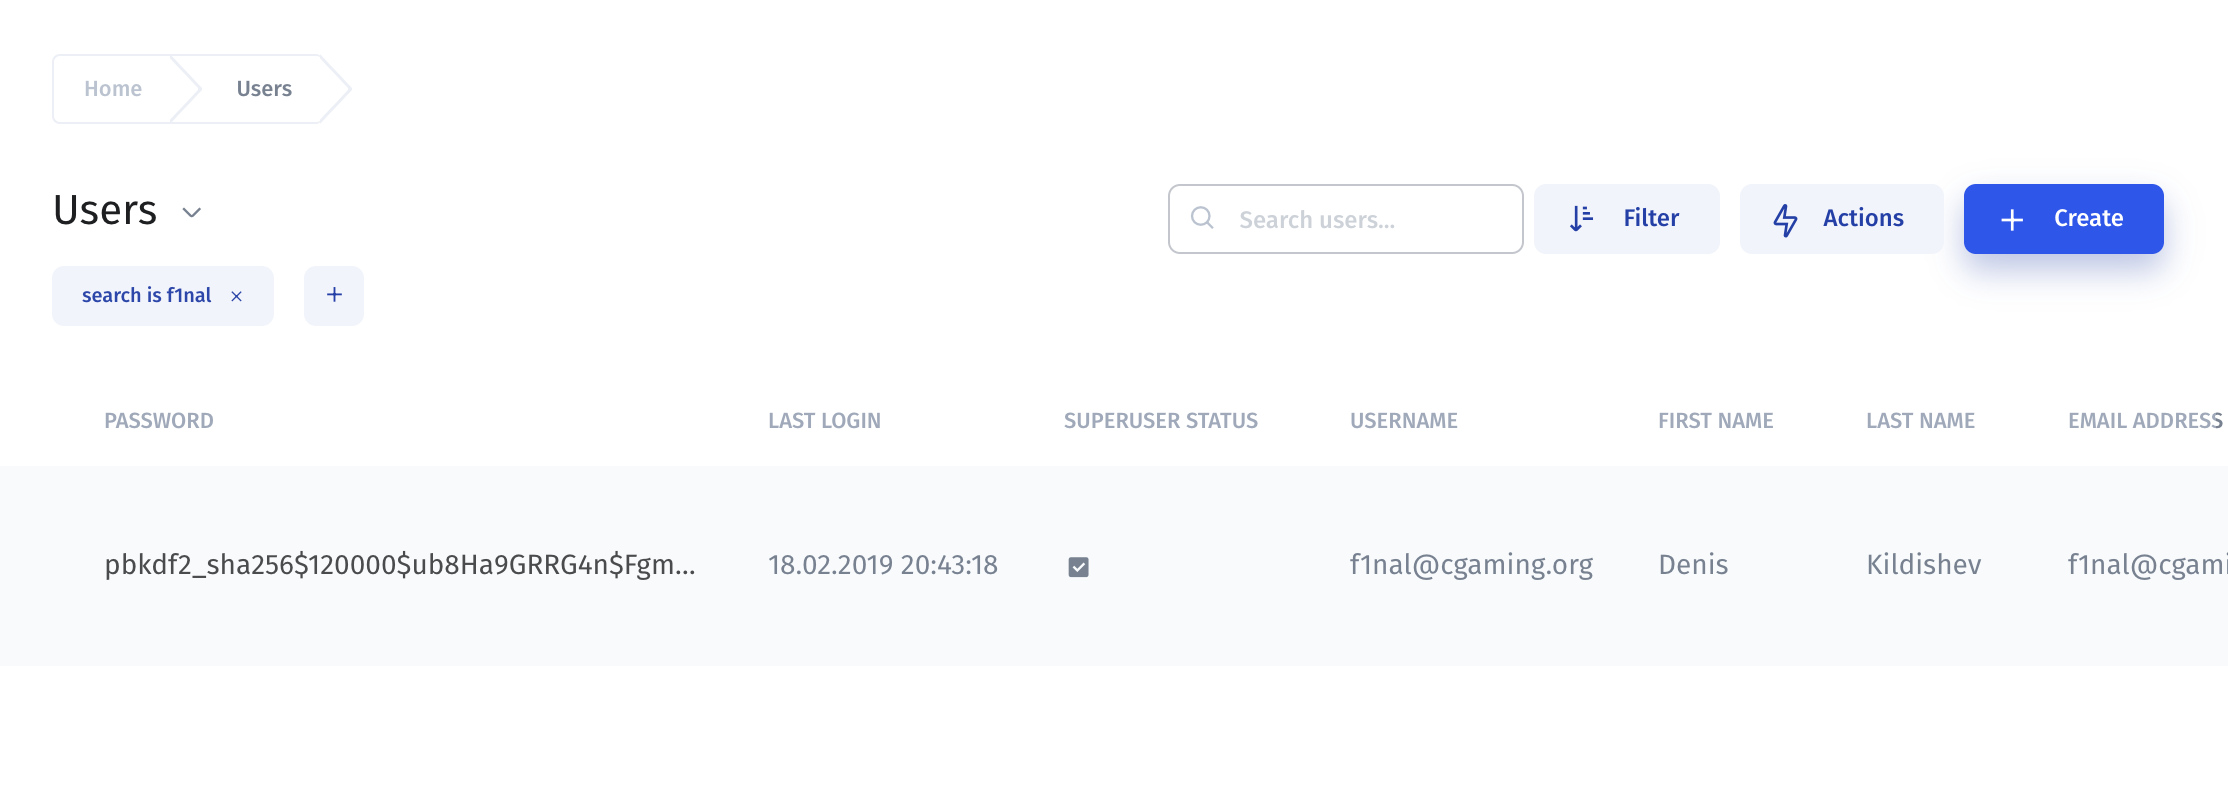 Home Users
Users
Search users...
Filter
Actions
Create
search is f1nal
PASSWORD LAST LOGIN SUPERUSER STATUS USERNAME FIRST NAME LAST NAME EMAIL ADDRESS
pbkdf2_sha256$120000$ub8Ha9GRRG4n$Fgm... 18.02.2019 20:43:18 f1nal@cgaming.org Denis Kildishev f1nal@cgami